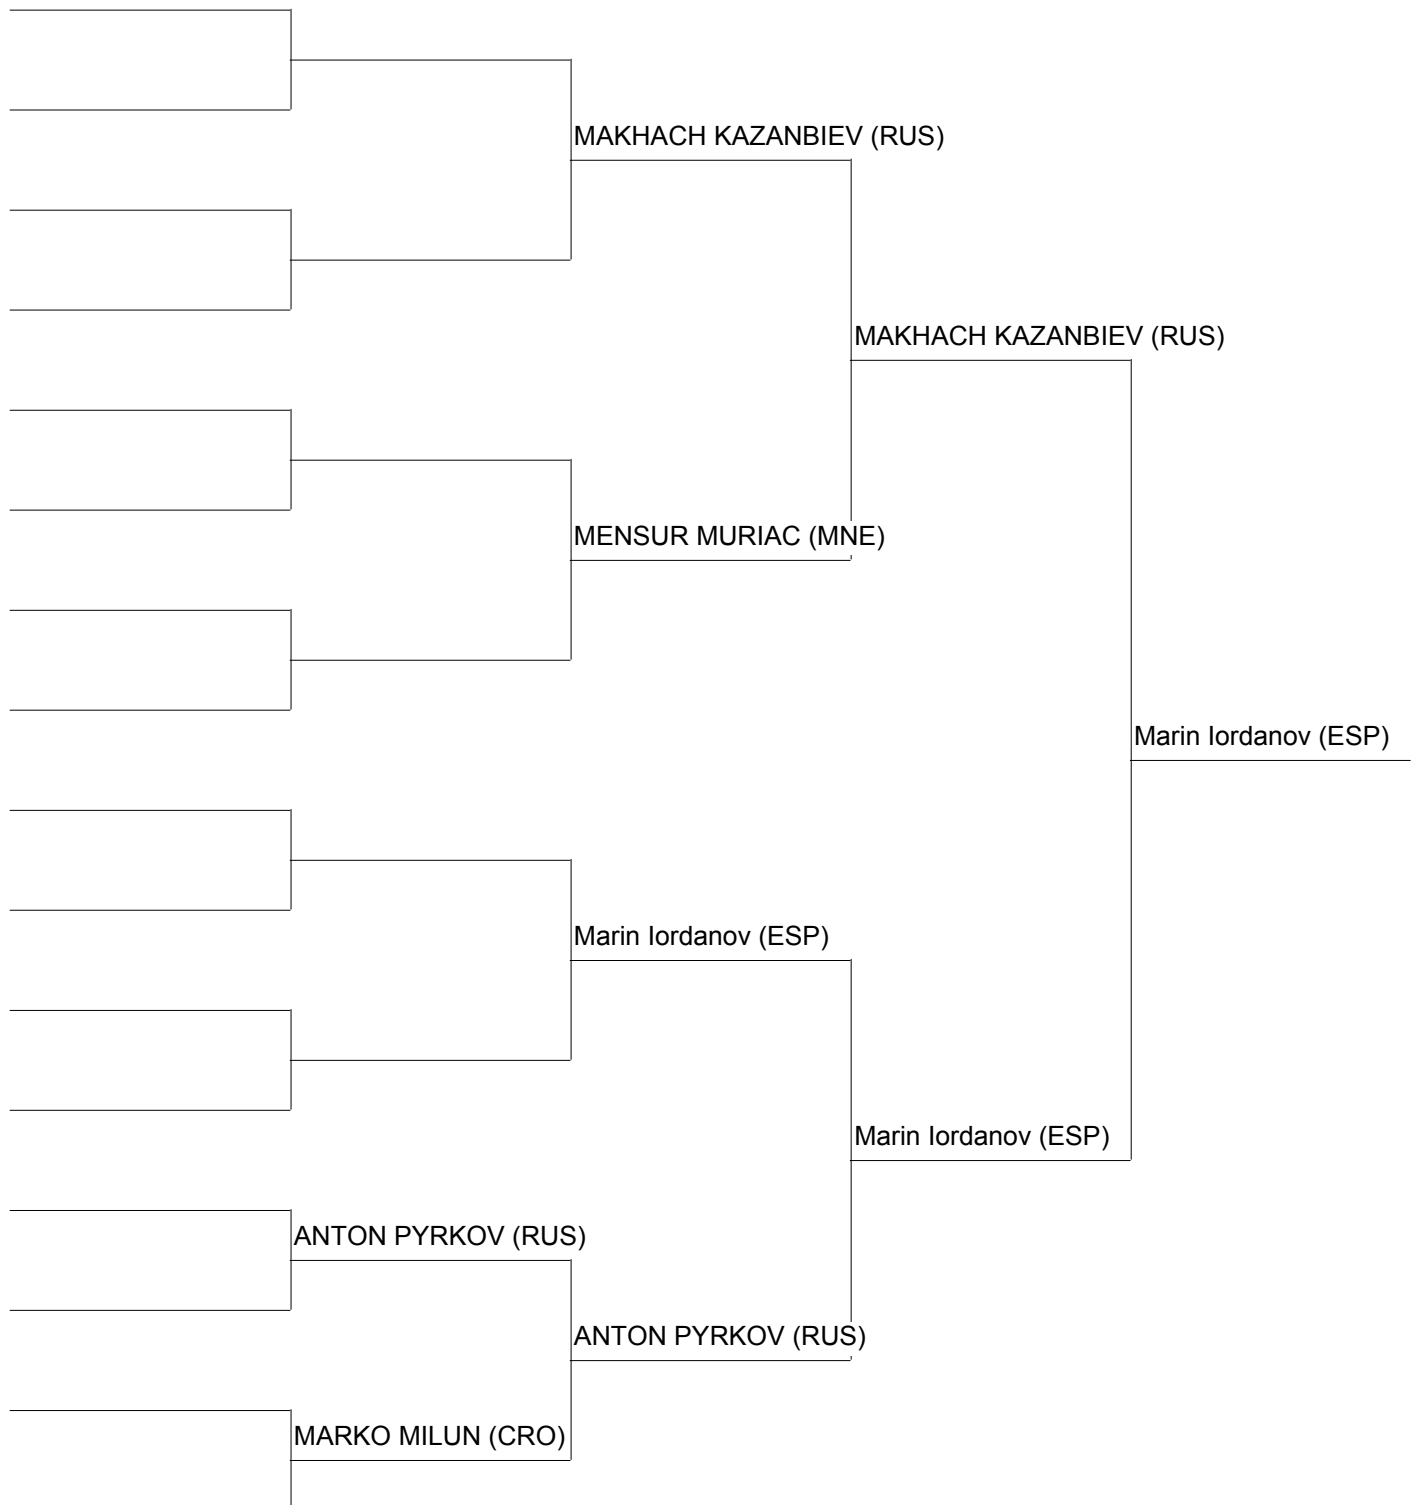 MAKHACH KAZANBIEV (RUS)
MAKHACH KAZANBIEV (RUS)
MENSUR MURIAC (MNE)
Marin Iordanov (ESP)
Marin Iordanov (ESP)
Marin Iordanov (ESP)
ANTON PYRKOV (RUS)
ANTON PYRKOV (RUS)
MARKO MILUN (CRO)